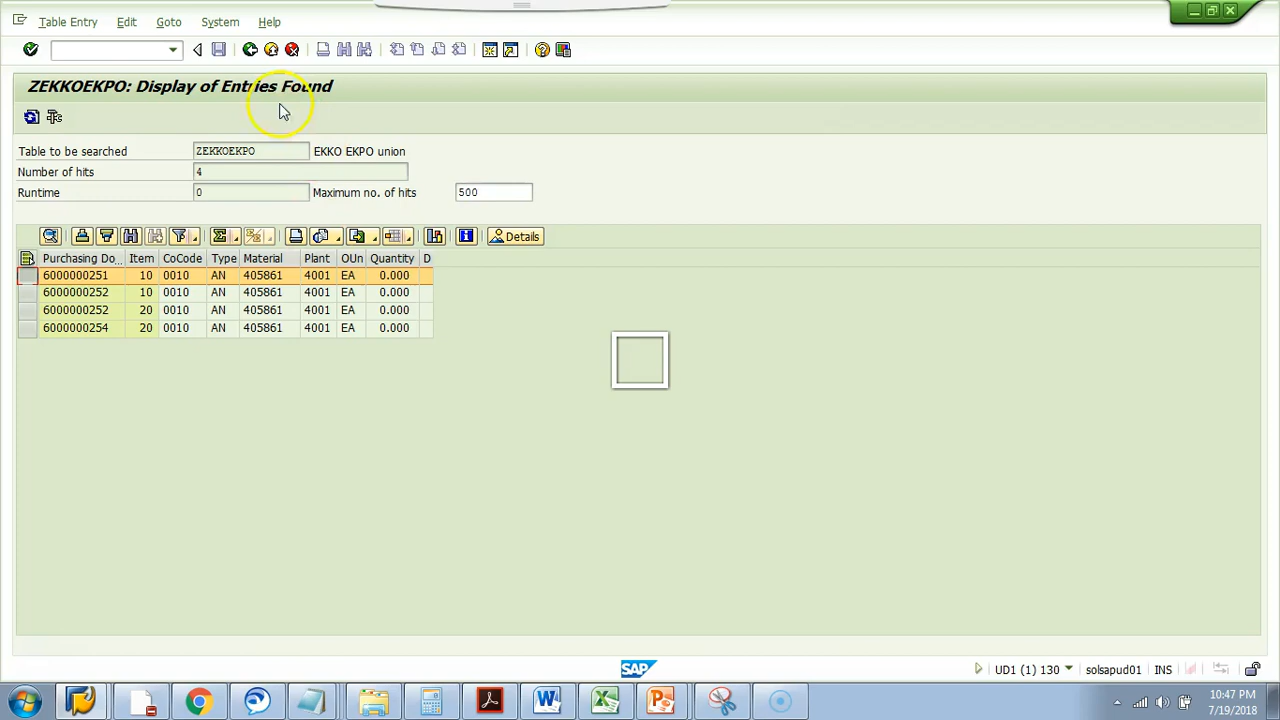 Table Entry Edit Goto System Help
ZEKKOEKPO: Display of Entries Found
Table to be searched ZEKKOEKPO EKKO EKPO union
Number of hits 4
Runtime 0 Maximum no. of hits 500
Details
Purchasing Do... Item CoCode Type Material Plant OUn Quantity D
6000000251 10 0010 AN 405861 4001 EA 0.000
6000000252 10 0010 AN 405861 4001 EA 0.000
6000000252 20 0010 AN 405861 4001 EA 0.000
6000000254 20 0010 AN 405861 4001 EA 0.000
SAP UD1 (1) 130 solsapud01 INS
10:47 PM
7/19/2018